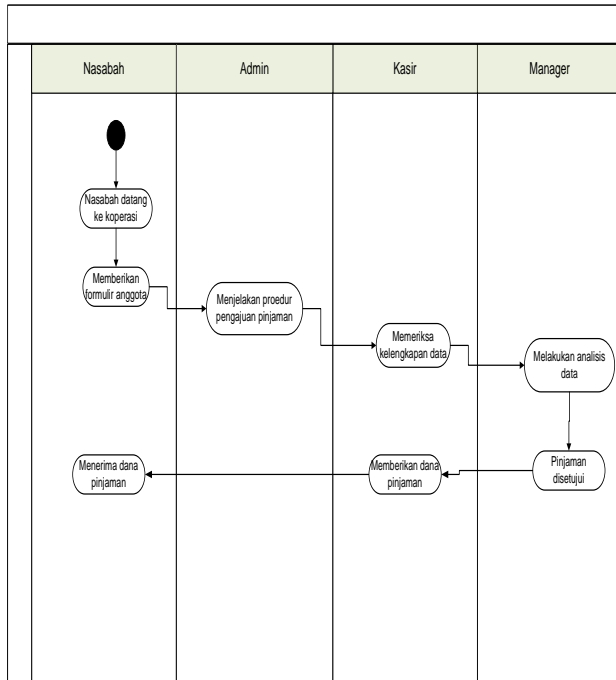 Nasabah
Admin
Kasir
Manager
Nasabah datang
ke koperasi
Memberikan
formulir anggota
Menjelakan proedur
pengajuan pinjaman
Memeriksa
kelengkapan data
Melakukan analisis
data
Menerima dana
pinjaman
Memberikan dana
pinjaman
Pinjaman
disetujui